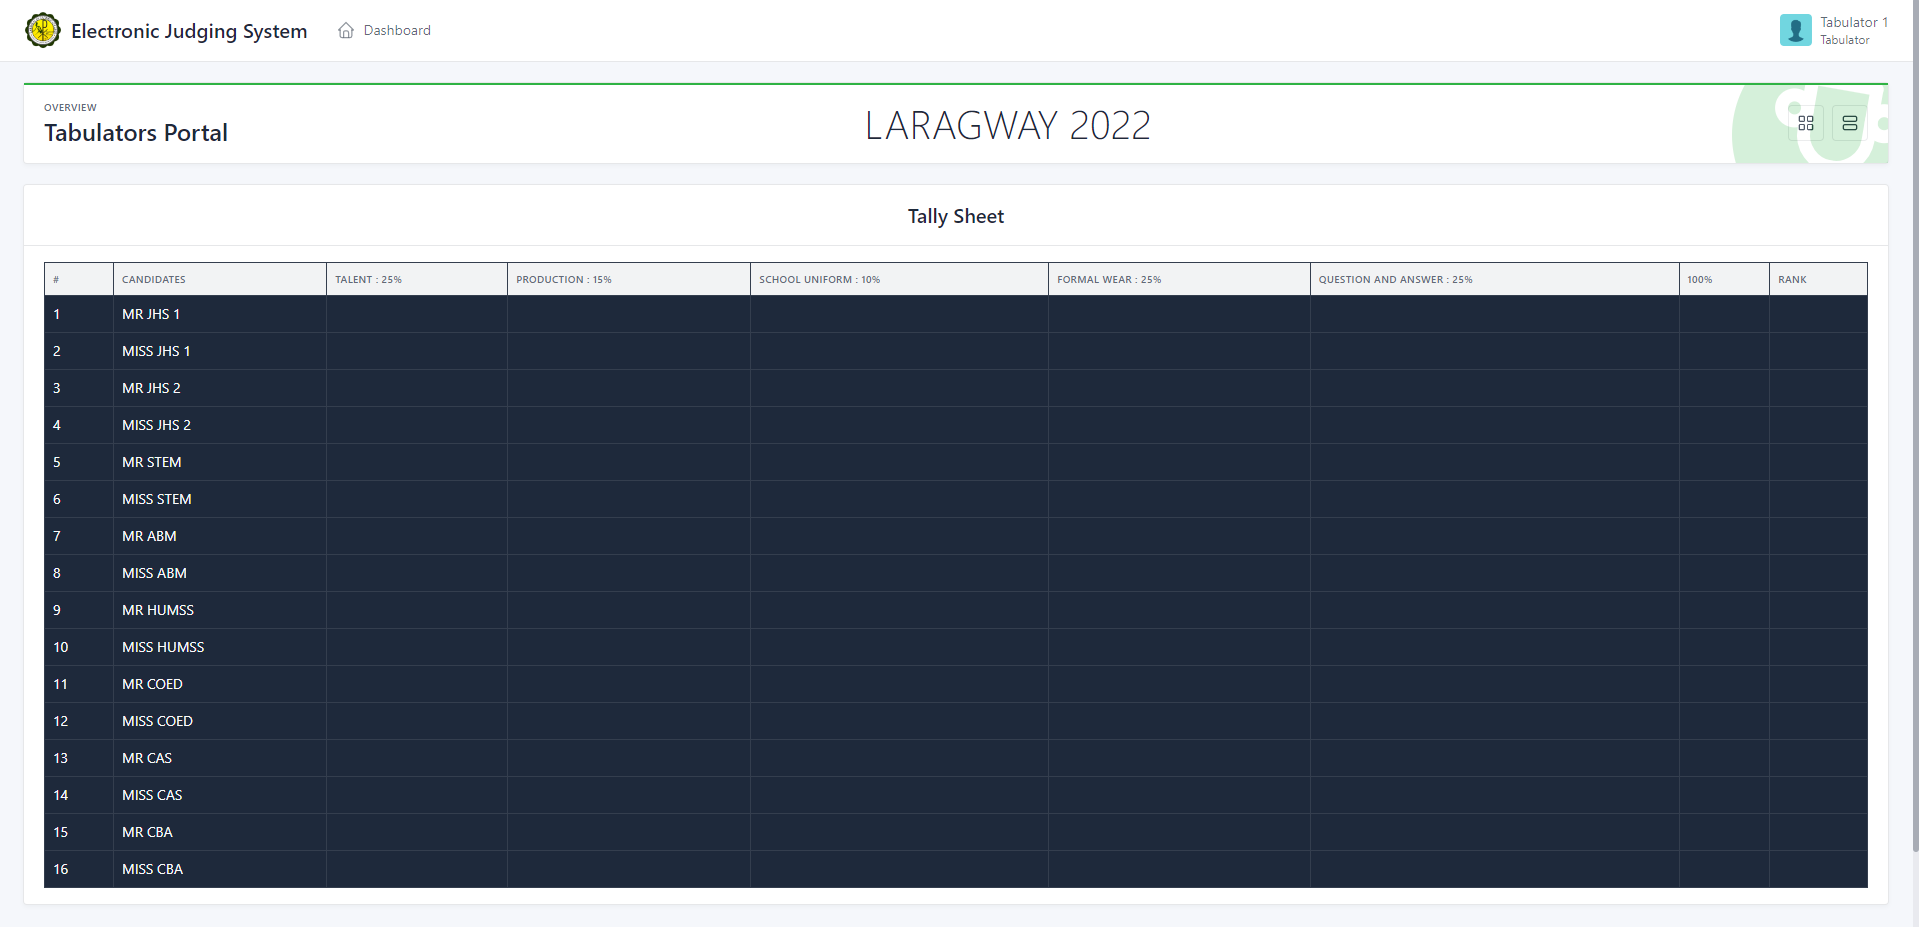 Electronic Judging System
Dashboard
Tabulator 1
Tabulator
OVERVIEW
Tabulators Portal
LARAGWAY 2022
Tally Sheet
# CANDIDATES TALENT : 25% PRODUCTION : 15% SCHOOL UNIFORM : 10% FORMAL WEAR : 25% QUESTION AND ANSWER : 25% 100% RANK
1 MR JHS 1
2 MISS JHS 1
3 MR JHS 2
4 MISS JHS 2
5 MR STEM
6 MISS STEM
7 MR ABM
8 MISS ABM
9 MR HUMSS
10 MISS HUMSS
11 MR COED
12 MISS COED
13 MR CAS
14 MISS CAS
15 MR CBA
16 MISS CBA